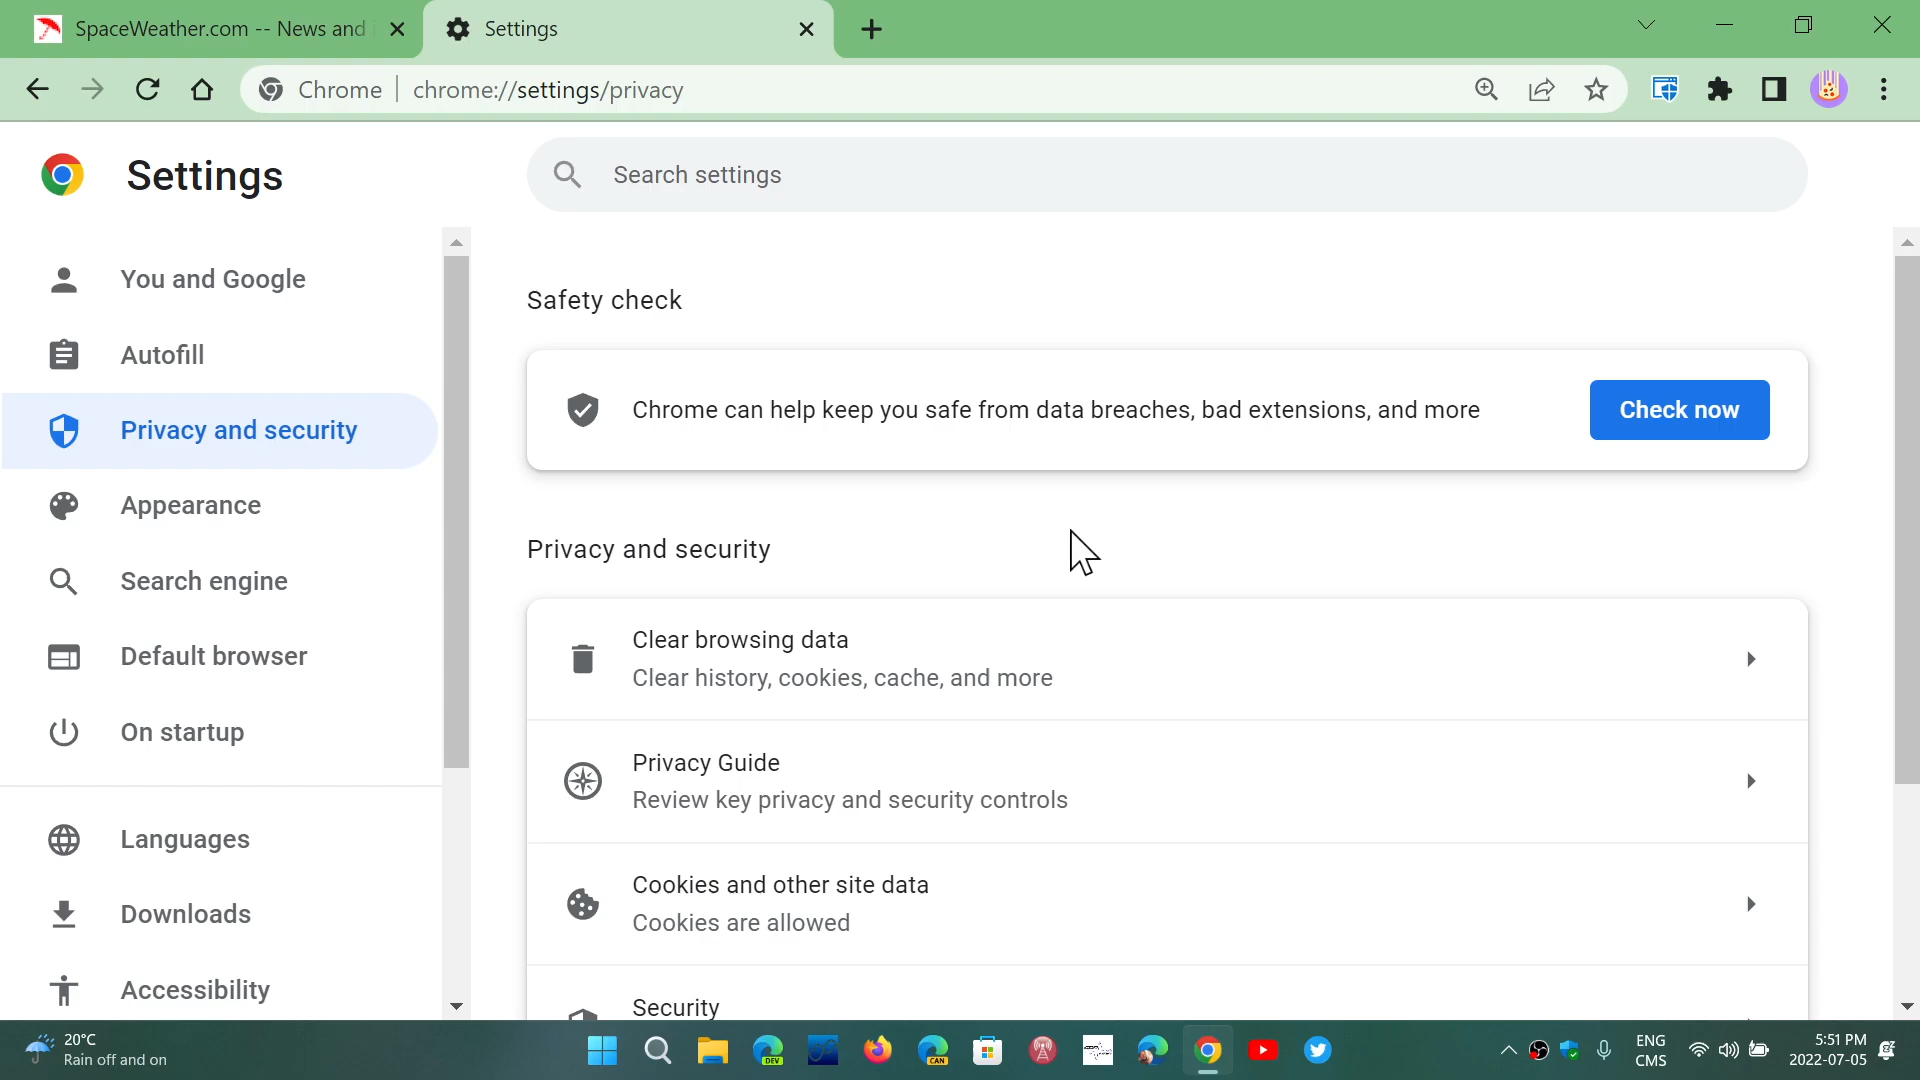 SpaceWeather.com -- News and i
Settings
Chrome
chrome://settings/privacy
Settings
Search settings
You and Google
Autofill
Privacy and security
Appearance
Search engine
Default browser
On startup
Languages
Downloads
Accessibility
Safety check
Chrome can help keep you safe from data breaches, bad extensions, and more
Check now
Privacy and security
Clear browsing data
Clear history, cookies, cache, and more
Privacy Guide
Review key privacy and security controls
Cookies and other site data
Cookies are allowed
Security
20°C
Rain off and on
DEV
CAN
ENG
CMS
5:51 PM
2022-07-05